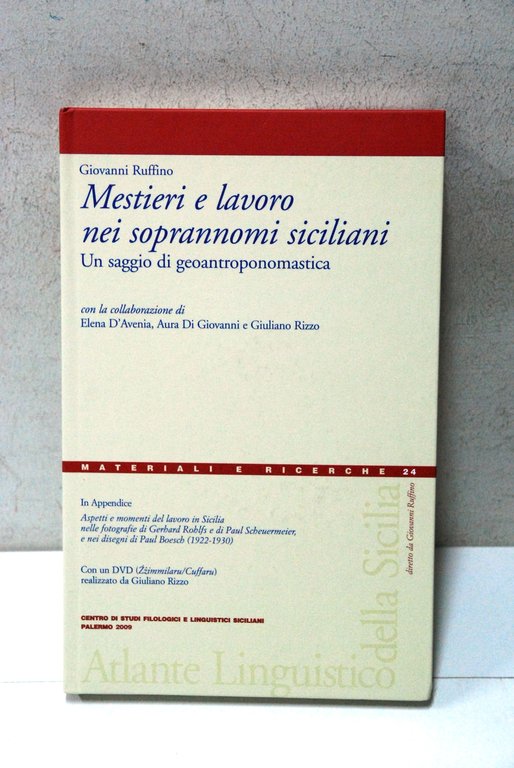 Giovanni Ruffino
Mestieri e lavoro
nei soprannomi siciliani
Un saggio di geoantroponomastica
con la collaborazione di
Elena D'Avenia, Aura Di Giovanni e Giuliano Rizzo
MATERIALI E RICERCHE 24
In Appendice
Aspetti e momenti del lavoro in Sicilia
nelle fotografie di Gerhard Rohlfs e di Paul Scheuermeier,
e nei disegni di Paul Boesch (1922-1930)
Con un DVD (Žžimmilaru/Cuffaru)
realizzato da Giuliano Rizzo
CENTRO DI STUDI FILOLOGICI E LINGUISTICI SICILIANI
PALERMO 2009
Atlante Linguistico
della Sicilia
diretto da Giovanni Ruffino